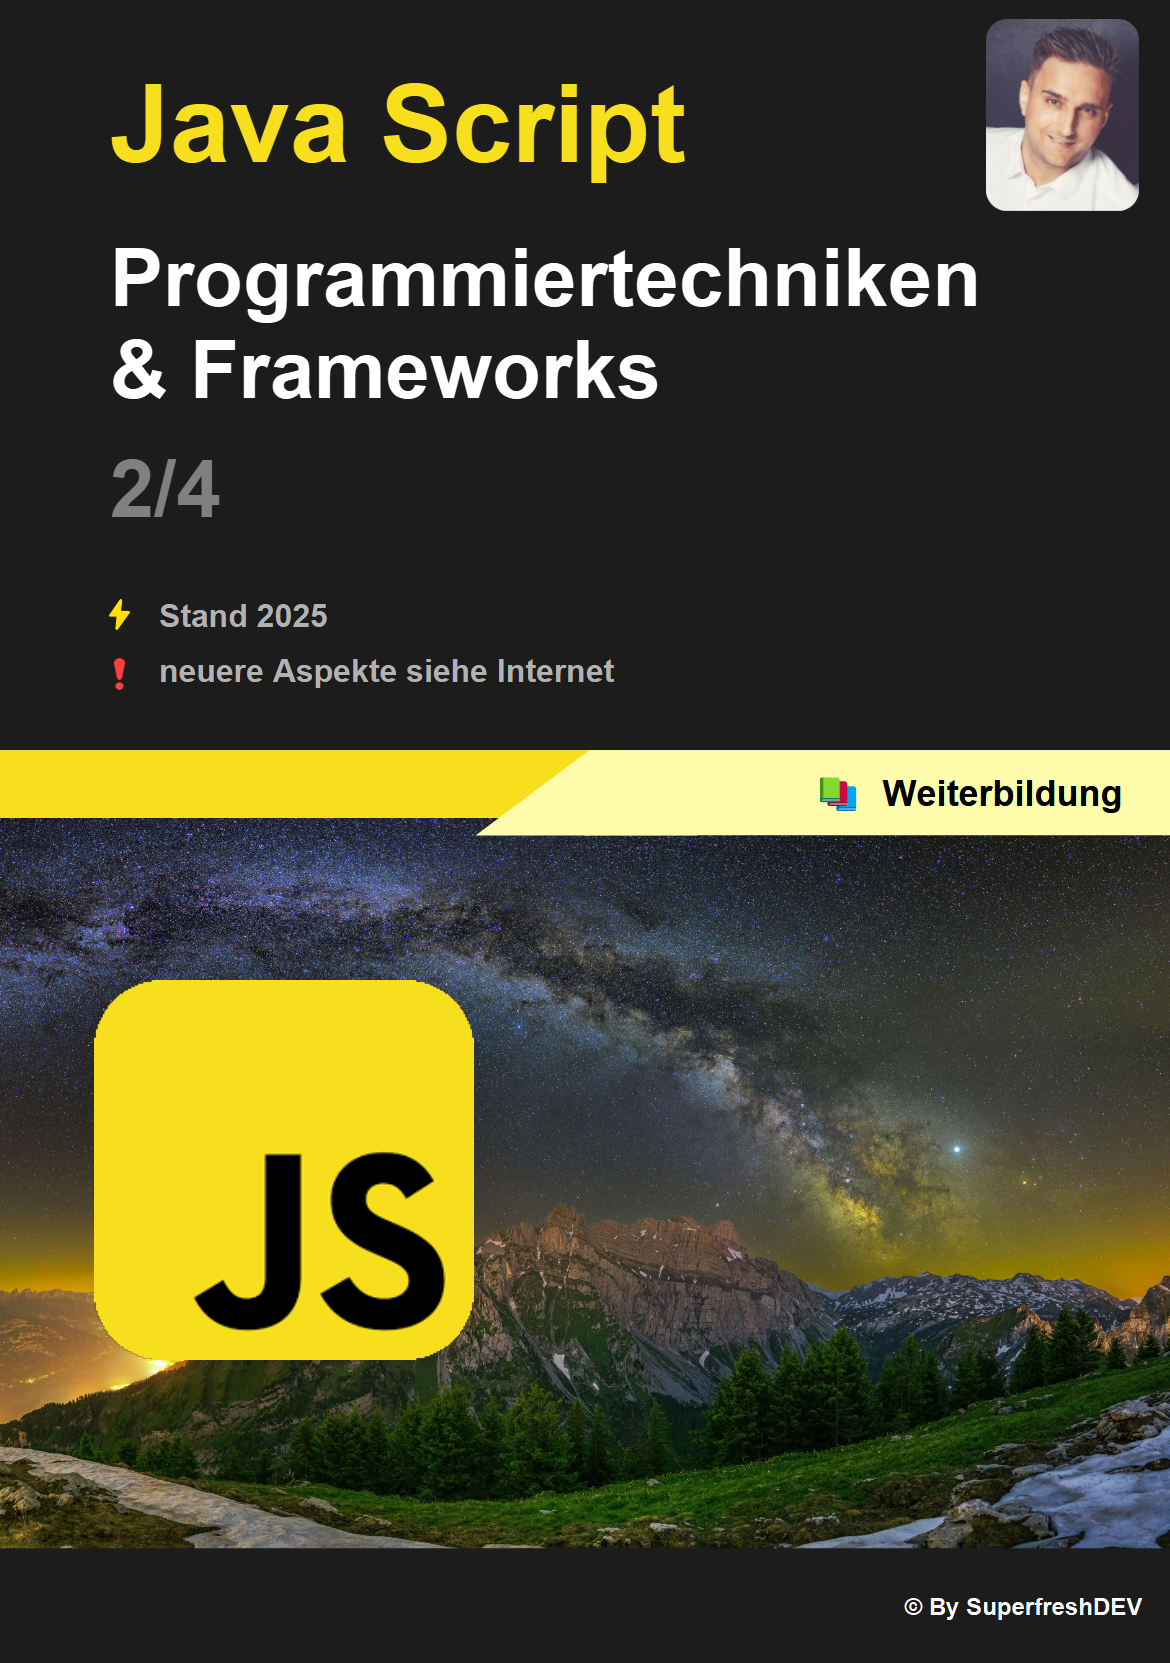 Java Script
Programmiertechniken
& Frameworks
2/4
Stand 2025
neuere Aspekte siehe Internet
Weiterbildung
JS
© By SuperfreshDEV